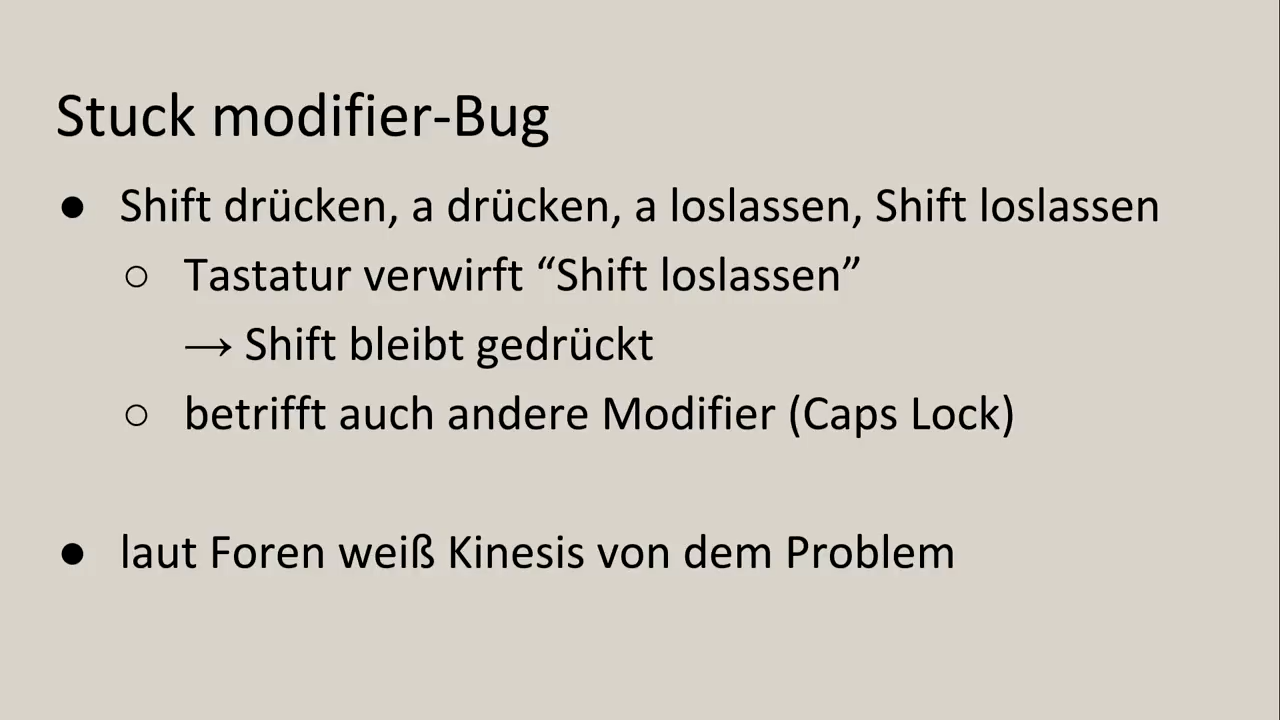 Stuck modifier-Bug
● Shift drücken, a drücken, a loslassen, Shift loslassen
○ Tastatur verwirft “Shift loslassen”
→ Shift bleibt gedrückt
○ betrifft auch andere Modifier (Caps Lock)
● laut Foren weiß Kinesis von dem Problem